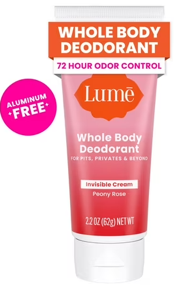 WHOLE BODY
DEODORANT
72 HOUR ODOR CONTROL
ALUMINUM
FREE
Lumē
Whole Body
Deodorant
FOR PITS, PRIVATES & BEYOND
Invisible Cream
Peony Rose
2.2 OZ (62g) NET WT